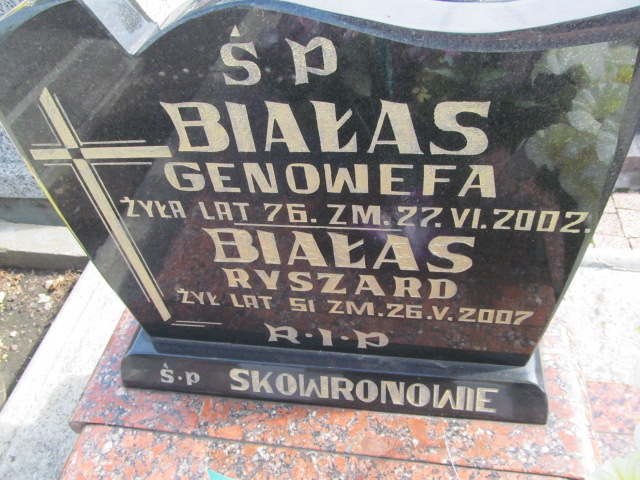 Ś P
BIAŁAS
GENOWEFA
ŻYŁA LAT 76. ZM. 27. VI. 2002.
BIAŁAS
RYSZARD
ŻYŁ LAT 51 ZM. 26. V. 2007
R·I·P
Ś·P SKOWRONOWIE